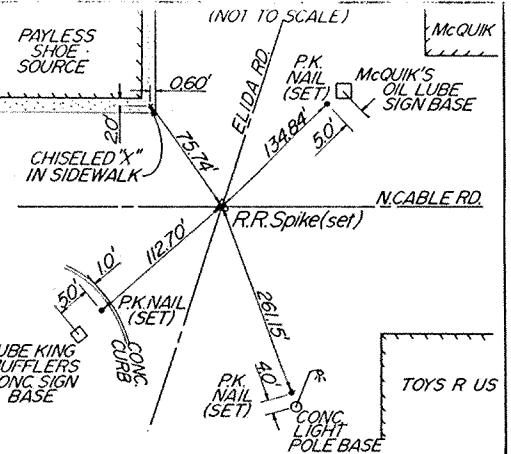 (NOT TO SCALE)
PAYLESS
SHOE
SOURCE
McQUIK
0.60'
ELIDA RD.
P.K.
NAIL
(SET)
McQUIK'S
OIL LUBE
SIGN BASE
2.0'
75.74'
134.84'
5.0'
CHISELED "X"
IN SIDEWALK
N.CABLE RD.
R.R.Spike(set)
112.70'
1.0'
5.0'
P.K.NAIL
(SET)
261.15'
UBE KING
UFFLERS
ONC. SIGN
BASE
CONC.
CURB
P.K.
NAIL
(SET)
4.0'
CONC.
LIGHT
POLE BASE
TOYS R US